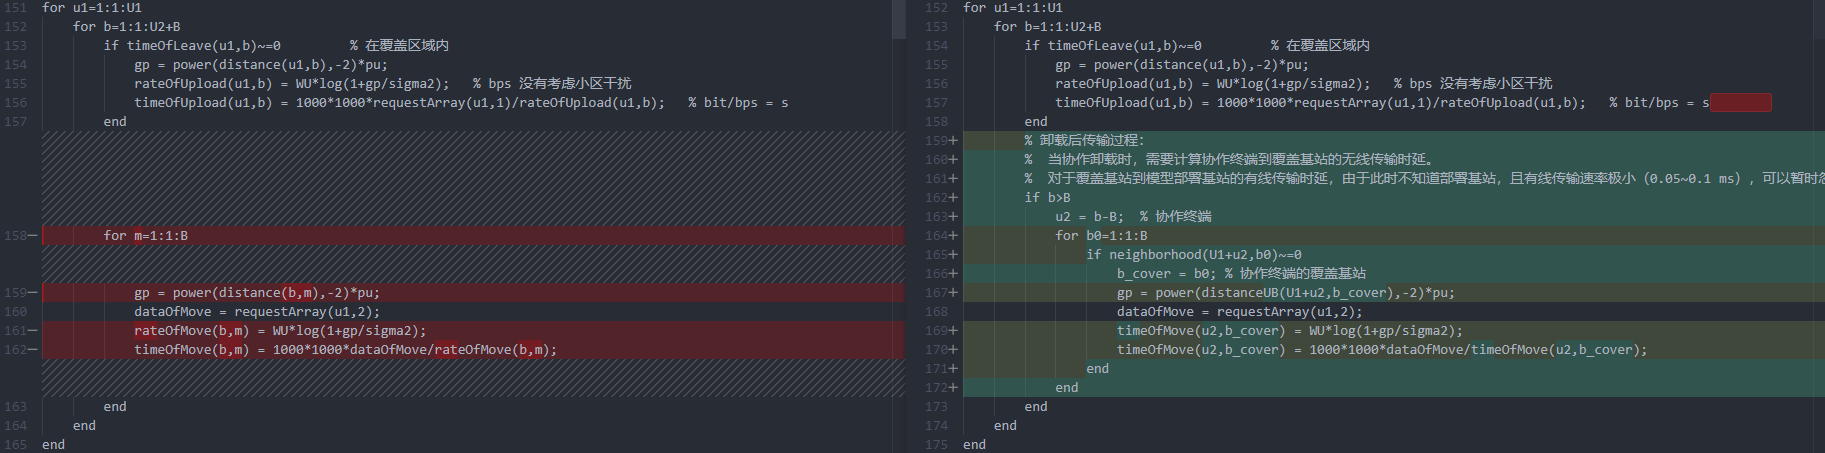 151 for u1=1:1:U1
152 for b=1:1:U2+B
153 if timeOfLeave(u1,b)~=0 % 在覆盖区域内
154 gp = power(distance(u1,b),-2)*pu;
155 rateOfUpload(u1,b) = WU*log(1+gp/sigma2); % bps 没有考虑小区干扰
156 timeOfUpload(u1,b) = 1000*1000*requestArray(u1,1)/rateOfUpload(u1,b); % bit/bps = s
157 end
158— for m=1:1:B
159— gp = power(distance(b,m),-2)*pu;
160 dataOfMove = requestArray(u1,2);
161— rateOfMove(b,m) = WU*log(1+gp/sigma2);
162— timeOfMove(b,m) = 1000*1000*dataOfMove/rateOfMove(b,m);
163 end
164 end
165 end
152 for u1=1:1:U1
153 for b=1:1:U2+B
154 if timeOfLeave(u1,b)~=0 % 在覆盖区域内
155 gp = power(distance(u1,b),-2)*pu;
156 rateOfUpload(u1,b) = WU*log(1+gp/sigma2); % bps 没有考虑小区干扰
157 timeOfUpload(u1,b) = 1000*1000*requestArray(u1,1)/rateOfUpload(u1,b); % bit/bps = s
158 end
159+ % 卸载后传输过程：
160+ % 当协作卸载时，需要计算协作终端到覆盖基站的无线传输时延。
161+ % 对于覆盖基站到模型部署基站的有线传输时延，由于此时不知道部署基站，且有线传输速率极小（0.05~0.1 ms），可以暂时忽
162+ if b>B
163+ u2 = b-B; % 协作终端
164+ for b0=1:1:B
165+ if neighborhood(U1+u2,b0)~=0
166+ b_cover = b0; % 协作终端的覆盖基站
167+ gp = power(distanceUB(U1+u2,b_cover),-2)*pu;
168 dataOfMove = requestArray(u1,2);
169+ timeOfMove(u2,b_cover) = WU*log(1+gp/sigma2);
170+ timeOfMove(u2,b_cover) = 1000*1000*dataOfMove/timeOfMove(u2,b_cover);
171+ end
172+ end
173 end
174 end
175 end